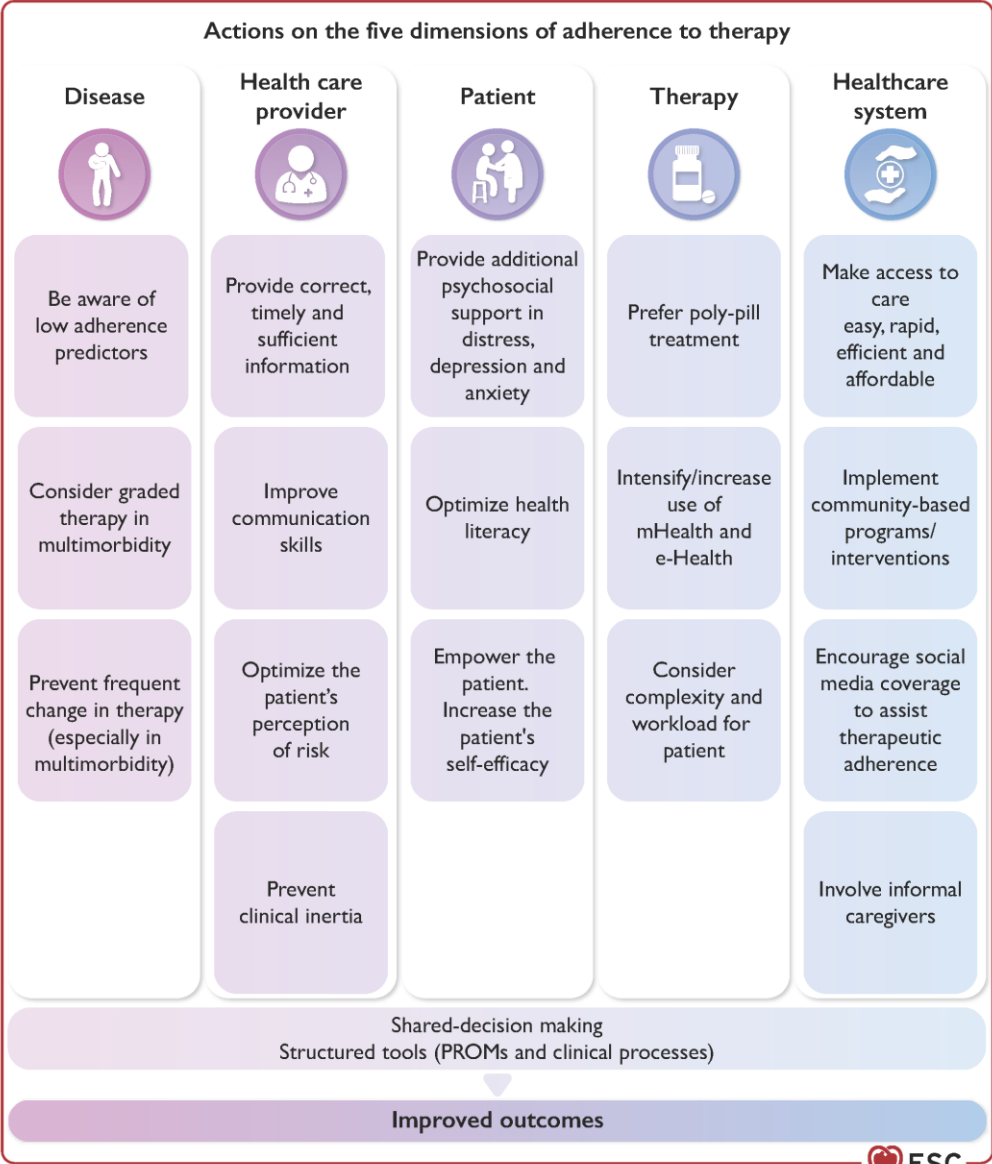 Actions on the five dimensions of adherence to therapy
Disease
Be aware of
low adherence
predictors
Consider graded
therapy in
multimorbidity
Prevent frequent
change in therapy
(especially in
multimorbidity)
Health care
provider
Provide correct,
timely and
sufficient
information
Improve
communication
skills
Optimize the
patient’s
perception
of risk
Prevent
clinical inertia
Patient
Provide additional
psychosocial
support in
distress,
depression and
anxiety
Optimize health
literacy
Empower the
patient.
Increase the
patient's
self-efficacy
Therapy
Prefer poly-pill
treatment
Intensify/increase
use of
mHealth and
e-Health
Consider
complexity and
workload for
patient
Healthcare
system
Make access to
care
easy, rapid,
efficient and
affordable
Implement
community-based
programs/
interventions
Encourage social
media coverage
to assist
therapeutic
adherence
Involve informal
caregivers
Shared-decision making
Structured tools (PROMs and clinical processes)
Improved outcomes
ESC